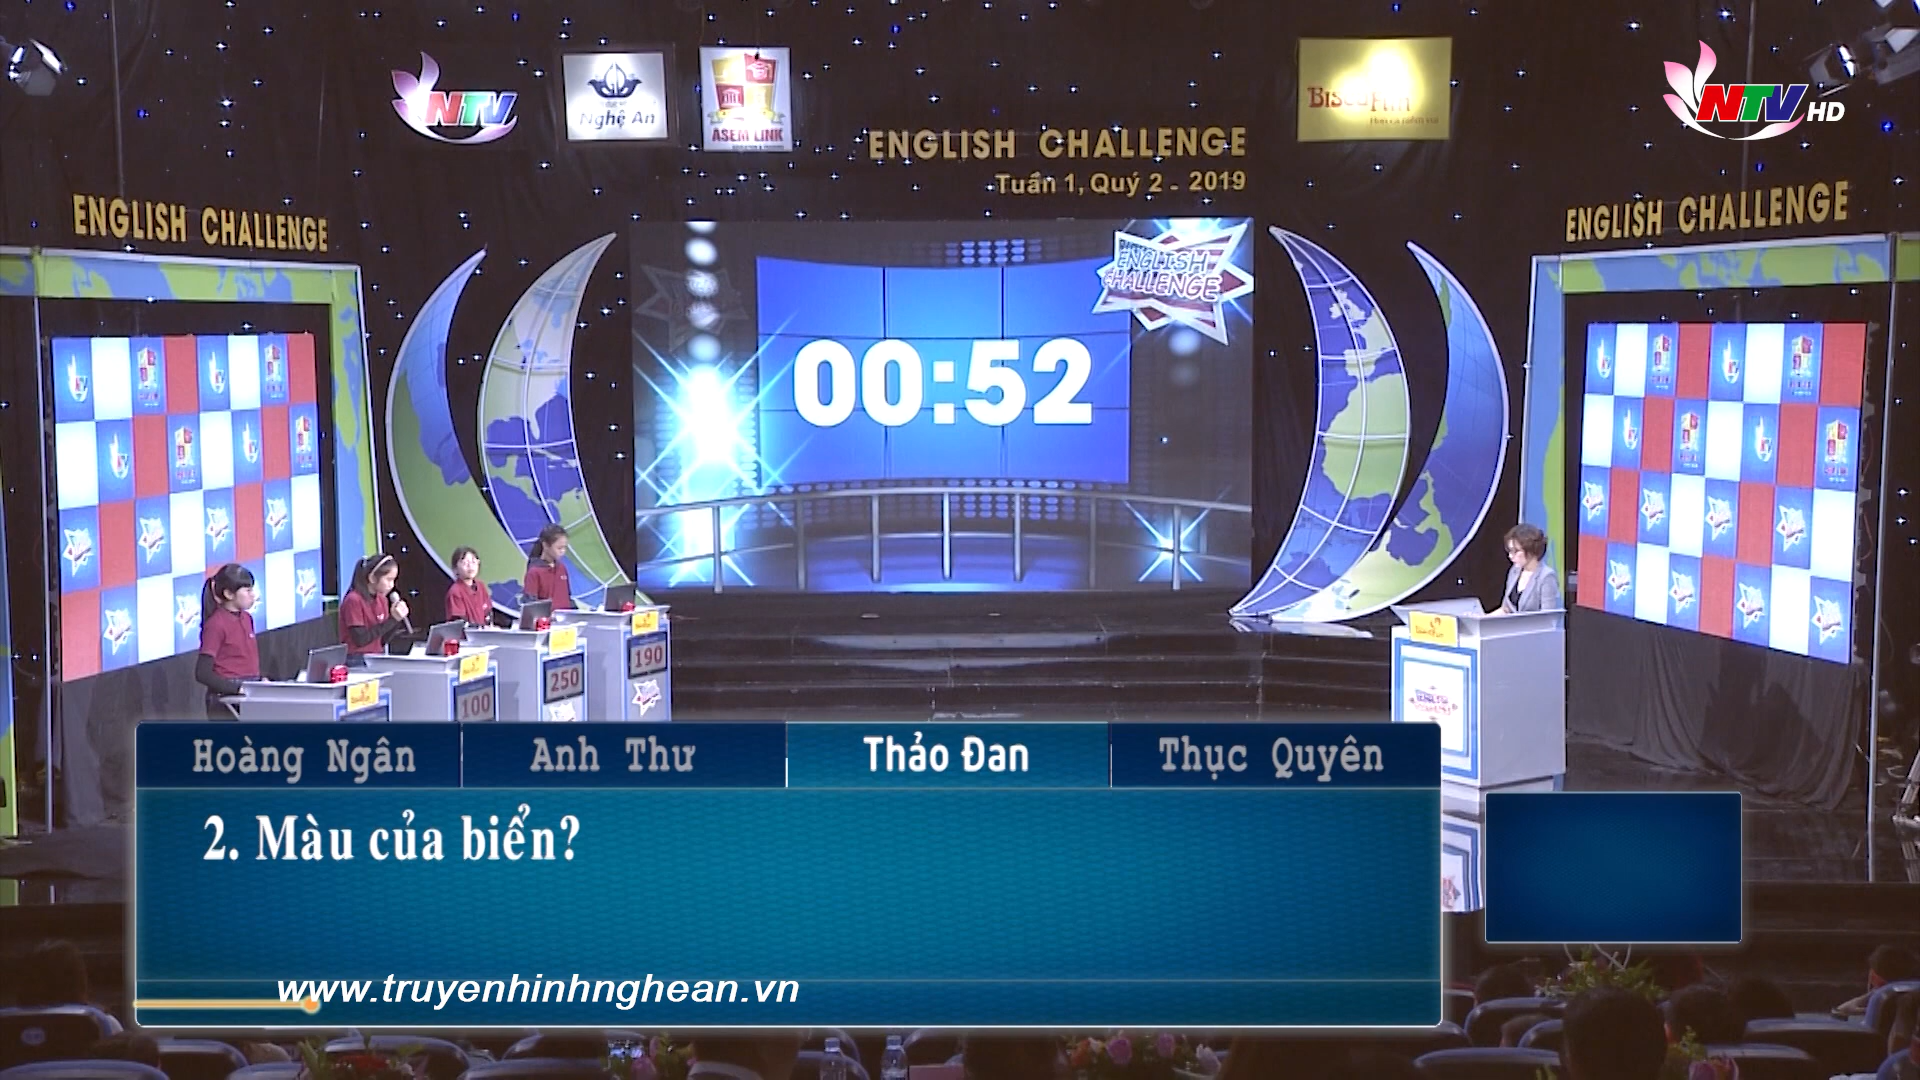 NTV
Nghệ An
ASEM LINK
NTV HD
ENGLISH CHALLENGE
Tuần 1, Quý 2 - 2019
ENGLISH CHALLENGE
ENGLISH CHALLENGE
ENGLISH
CHALLENGE
00:52
190
250
100
Hoàng Ngân
Anh Thư
Thảo Đan
Thục Quyên
2. Màu của biển?
www.truyenhinhnghean.vn